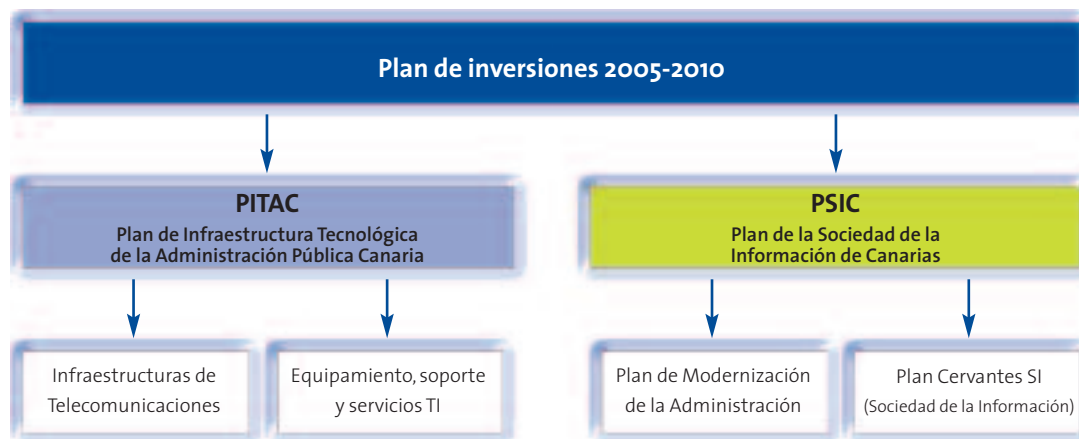 Plan de inversiones 2005-2010
PITAC
Plan de Infraestructura Tecnológica
de la Administración Pública Canaria
PSIC
Plan de la Sociedad de la
Información de Canarias
Infraestructuras de
Telecomunicaciones
Equipamiento, soporte
y servicios TI
Plan de Modernización
de la Administración
Plan Cervantes SI
(Sociedad de la Información)